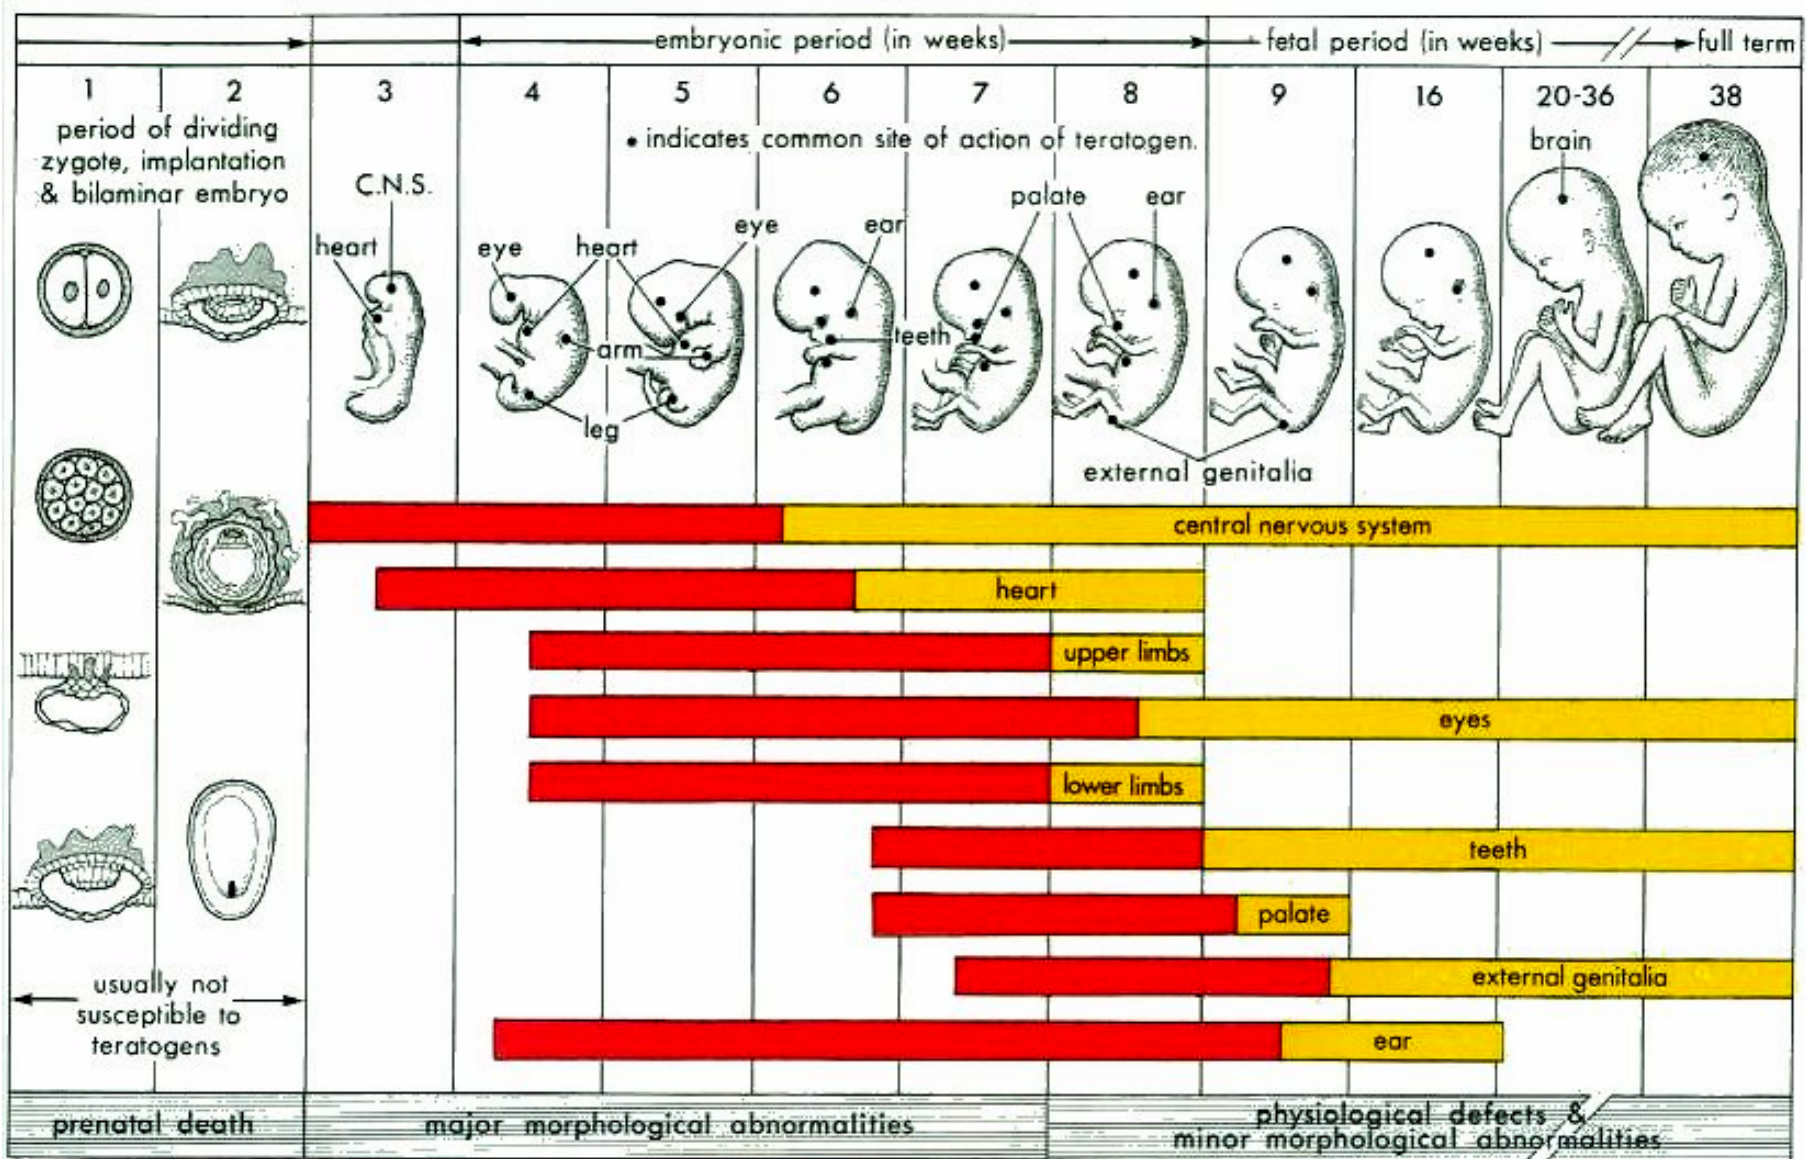 embryonic period (in weeks)
fetal period (in weeks)
full term
1
2
3
4
5
6
7
8
9
16
20-36
38
period of dividing
zygote, implantation
& bilaminar embryo
• indicates common site of action of teratogen.
C.N.S.
heart
eye
heart
eye
ear
palate
ear
brain
arm
teeth
leg
external genitalia
central nervous system
heart
upper limbs
eyes
lower limbs
teeth
palate
external genitalia
ear
usually not
susceptible to
teratogens
prenatal death
major morphological abnormalities
physiological defects &
minor morphological abnormalities